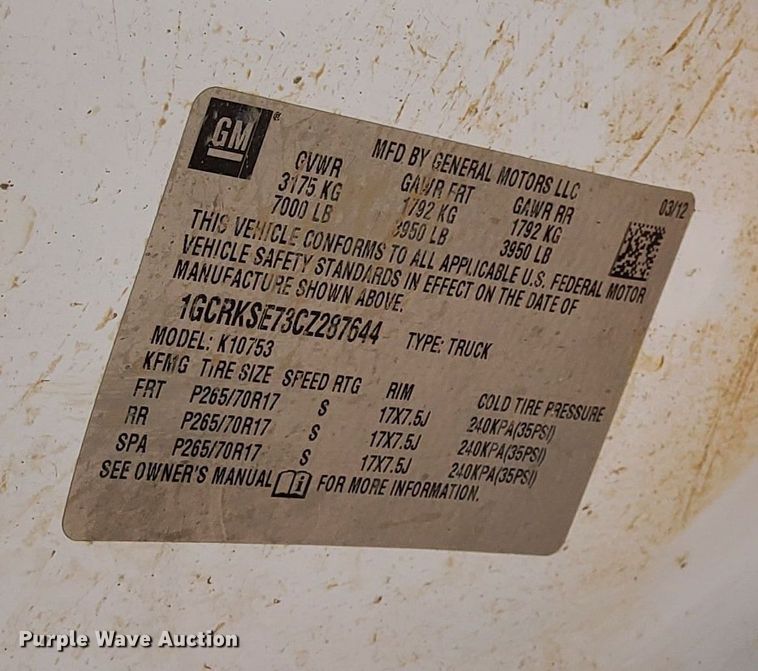 GM ®
MFD BY GENERAL MOTORS LLC
03/12
GVWR GAWR FRT GAWR RR
3175 KG 1792 KG 1792 KG
7000 LB 3950 LB 3950 LB
THIS VEHICLE CONFORMS TO ALL APPLICABLE U.S. FEDERAL MOTOR
VEHICLE SAFETY STANDARDS IN EFFECT ON THE DATE OF
MANUFACTURE SHOWN ABOVE.
1GCRKSE73CZ287644 TYPE: TRUCK
MODEL: K10753
KFMG TIRE SIZE SPEED RTG RIM COLD TIRE PRESSURE
FRT P265/70R17 S 17X7.5J 240KPA(35PSI)
RR P265/70R17 S 17X7.5J 240KPA(35PSI)
SPA P265/70R17 S 17X7.5J 240KPA(35PSI)
SEE OWNER'S MANUAL FOR MORE INFORMATION.
Purple Wave Auction